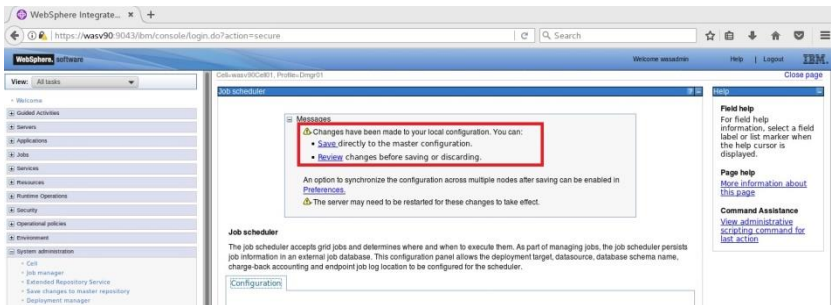 WebSphere Integrate... × +
https://wasv90:9043/ibm/console/login.do?action=secure
Search
WebSphere. software
Welcome wasadmin
Help | Logout
IBM.
View: All tasks
Welcome
Guided Activities
Servers
Applications
Jobs
Services
Resources
Runtime Operations
Security
Operational policies
Environment
System administration
Cell
Job manager
Extended Repository Service
Save changes to master repository
Deployment manager
Cell=wasv90Cell01, Profile=Dmgr01
Close page
Job scheduler
Messages
Changes have been made to your local configuration. You can:
Save directly to the master configuration.
Review changes before saving or discarding.
An option to synchronize the configuration across multiple nodes after saving can be enabled in
Preferences.
The server may need to be restarted for these changes to take effect.
Job scheduler
The job scheduler accepts grid jobs and determines where and when to execute them. As part of managing jobs, the job scheduler persists
job information in an external job database. This configuration panel allows the deployment target, datasource, database schema name,
charge-back accounting and endpoint job log location to be configured for the scheduler.
Configuration
Help
Field help
For field help
information, select a field
label or list marker when
the help cursor is
displayed.
Page help
More information about
this page
Command Assistance
View administrative
scripting command for
last action